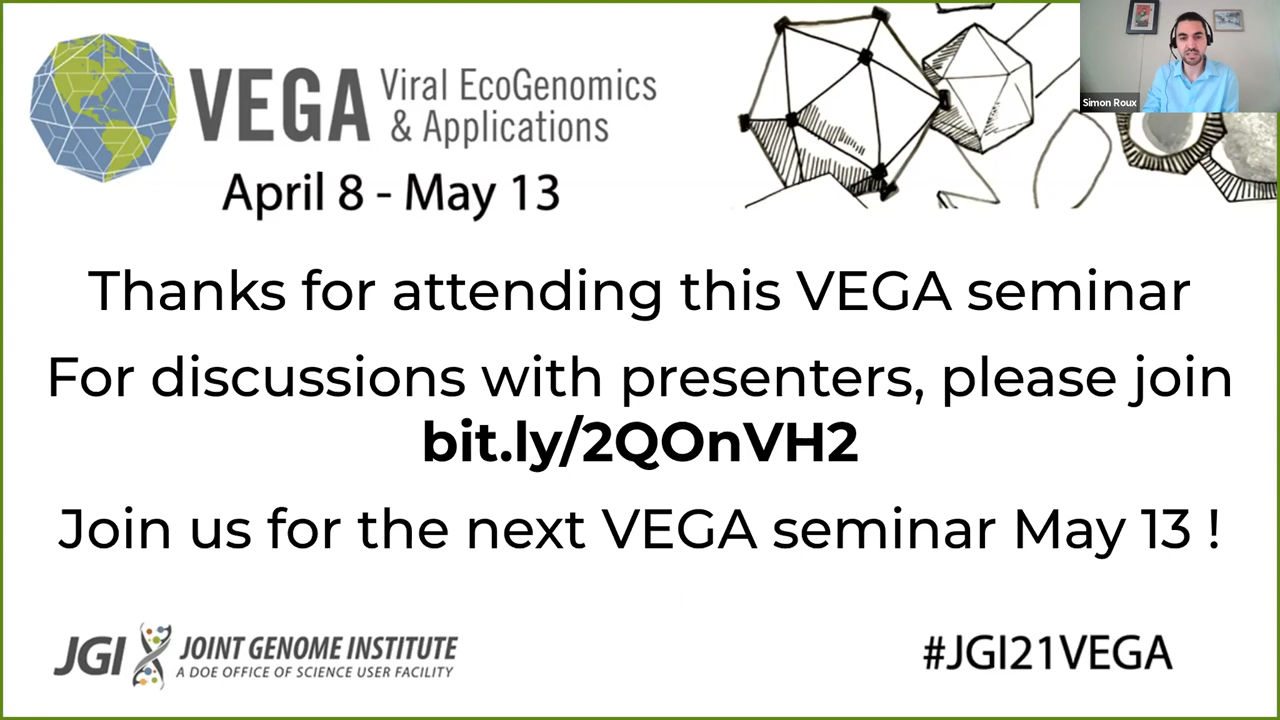 VEGA
Viral EcoGenomics
& Applications
April 8 - May 13
Simon Roux
Thanks for attending this VEGA seminar
For discussions with presenters, please join
bit.ly/2QOnVH2
Join us for the next VEGA seminar May 13 !
JGI JOINT GENOME INSTITUTE
A DOE OFFICE OF SCIENCE USER FACILITY
#JGI21VEGA